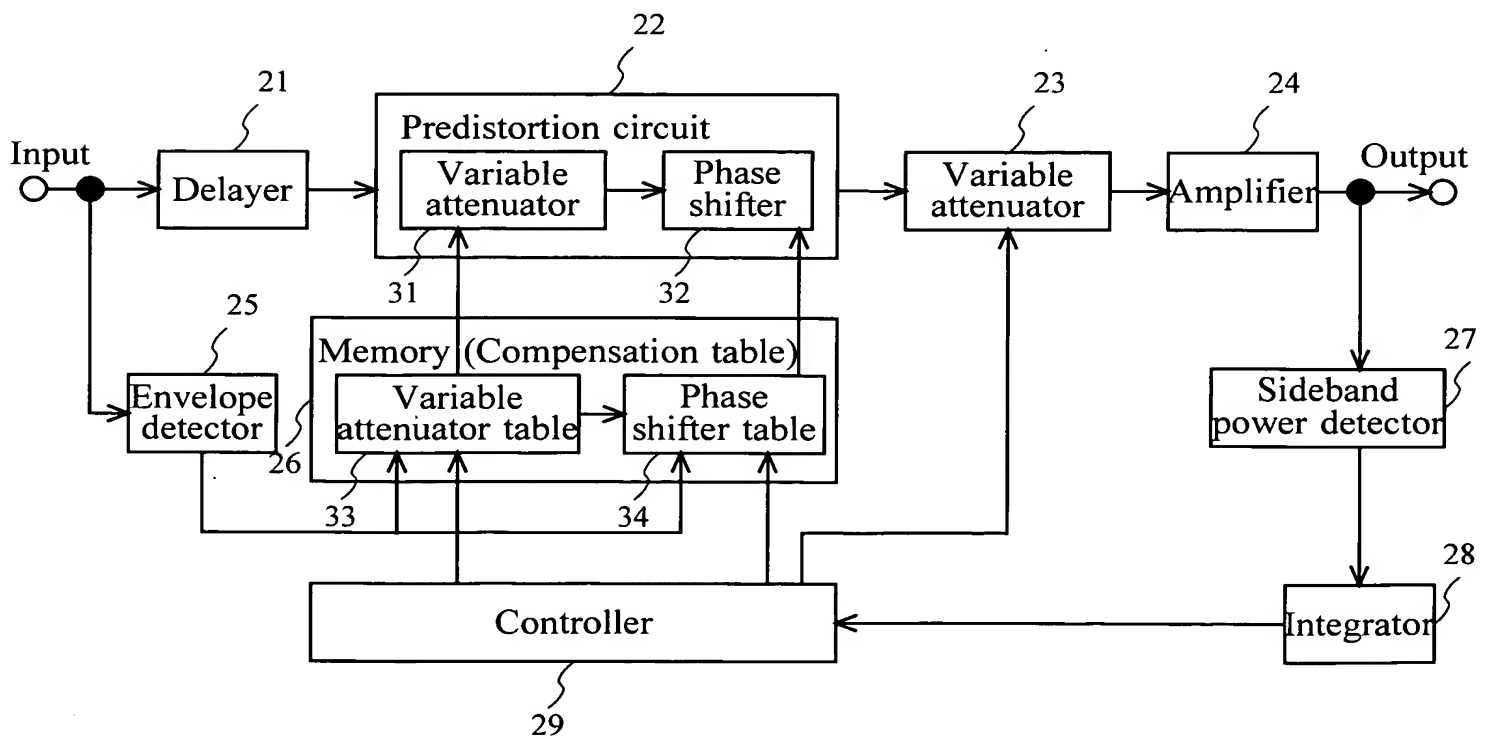 22
21
23
24
Predistortion circuit
Input
Output
Delayer
Variable
attenuator
Phase
shifter
Variable
attenuator
Amplifier
31
32
25
27
Memory (Compensation table)
Envelope
detector
Variable
attenuator table
Phase
shifter table
Sideband
power detector
26
33
34
28
Controller
Integrator
29